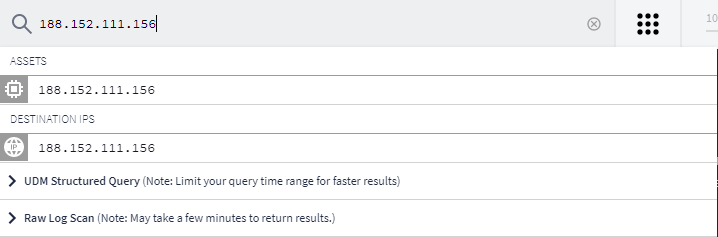 188.152.111.156
10
ASSETS
188.152.111.156
DESTINATION IPS
IP
188.152.111.156
UDM Structured Query (Note: Limit your query time range for faster results)
Raw Log Scan (Note: May take a few minutes to return results.)